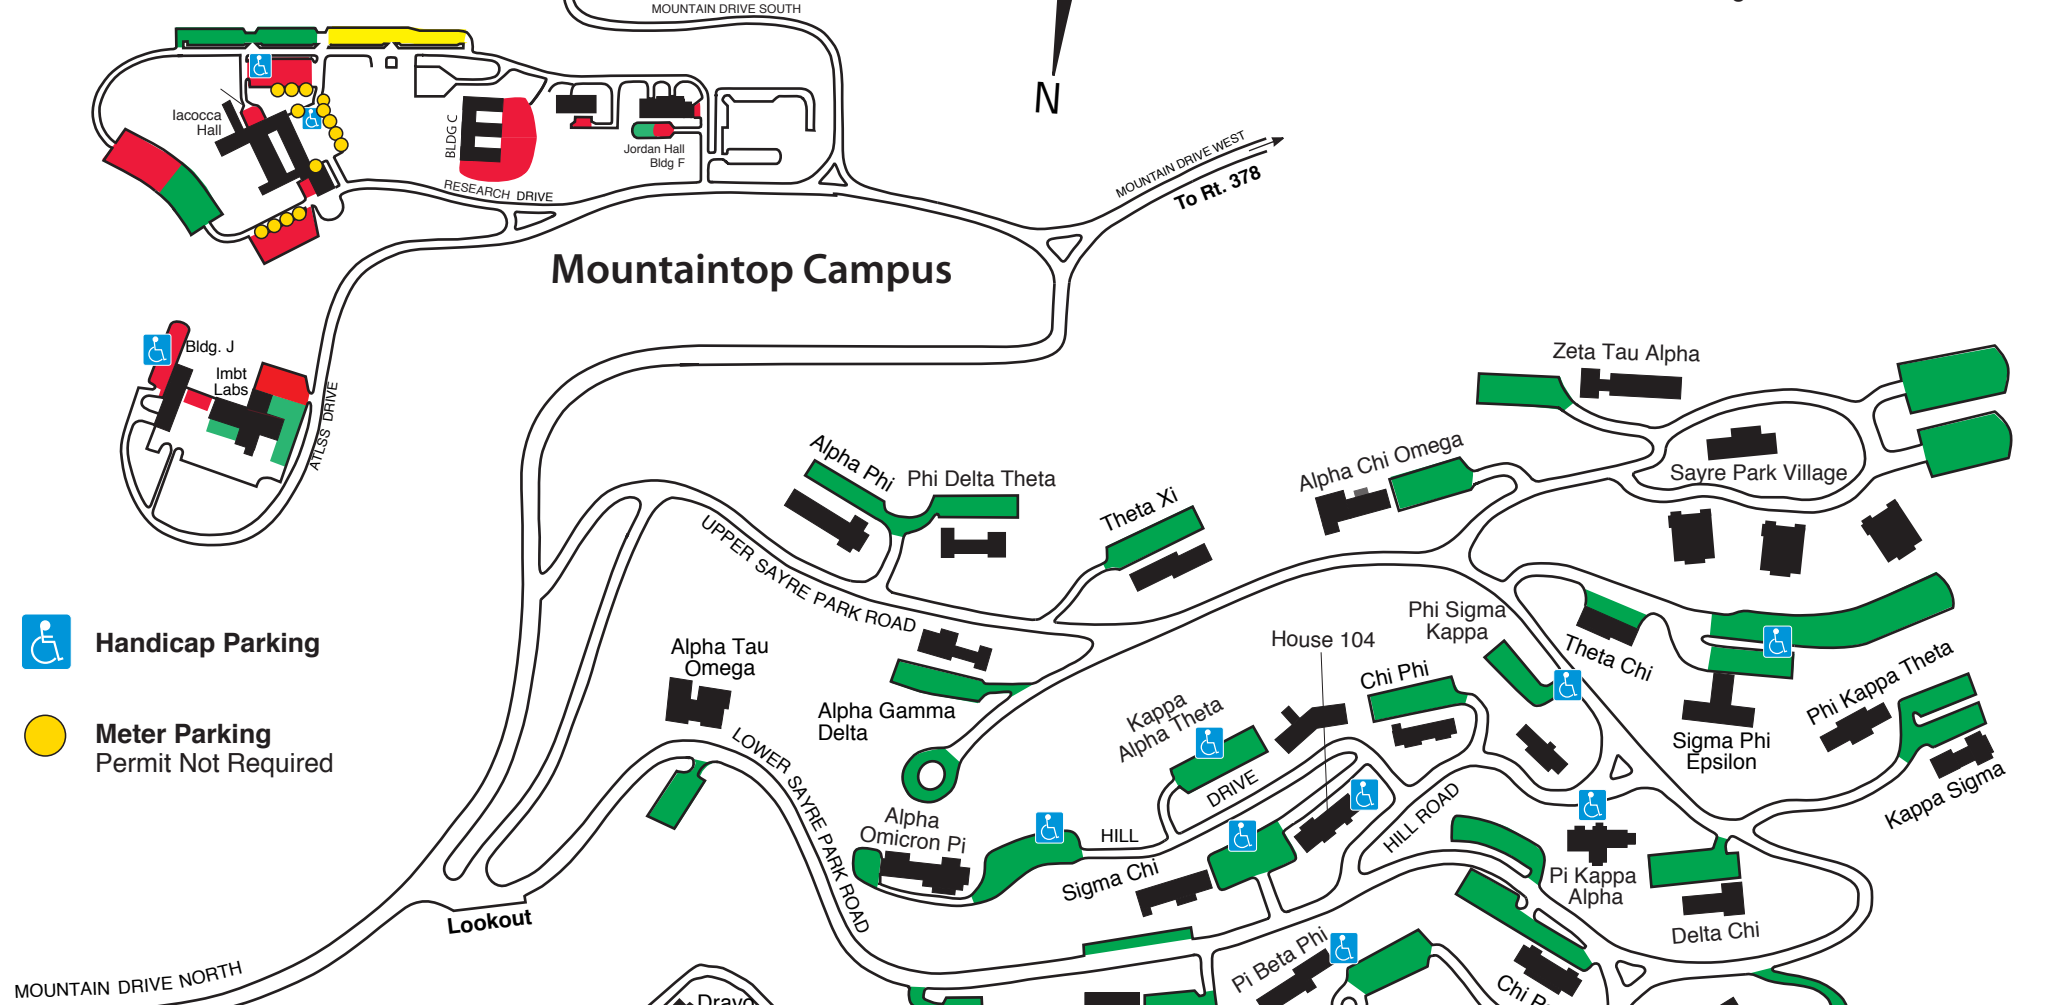 MOUNTAIN DRIVE SOUTH
N
Iacocca
Hall
BLDG C
Jordan Hall
Bldg F
RESEARCH DRIVE
MOUNTAIN DRIVE WEST
To Rt. 378
Mountaintop Campus
Bldg. J
Imbt
Labs
ATLSS DRIVE
Zeta Tau Alpha
Alpha Phi
Phi Delta Theta
Alpha Chi Omega
Sayre Park Village
Theta Xi
UPPER SAYRE PARK ROAD
Handicap Parking
Alpha Tau
Omega
House 104
Phi Sigma
Kappa
Theta Chi
Chi Phi
Phi Kappa Theta
Alpha Gamma
Delta
Kappa
Alpha Theta
Meter Parking
Permit Not Required
LOWER SAYRE PARK ROAD
Sigma Phi
Epsilon
Kappa Sigma
DRIVE
HILL ROAD
Alpha
Omicron Pi
HILL
Sigma Chi
Pi Kappa
Alpha
Lookout
Delta Chi
Pi Beta Phi
MOUNTAIN DRIVE NORTH
Dravo
Chi